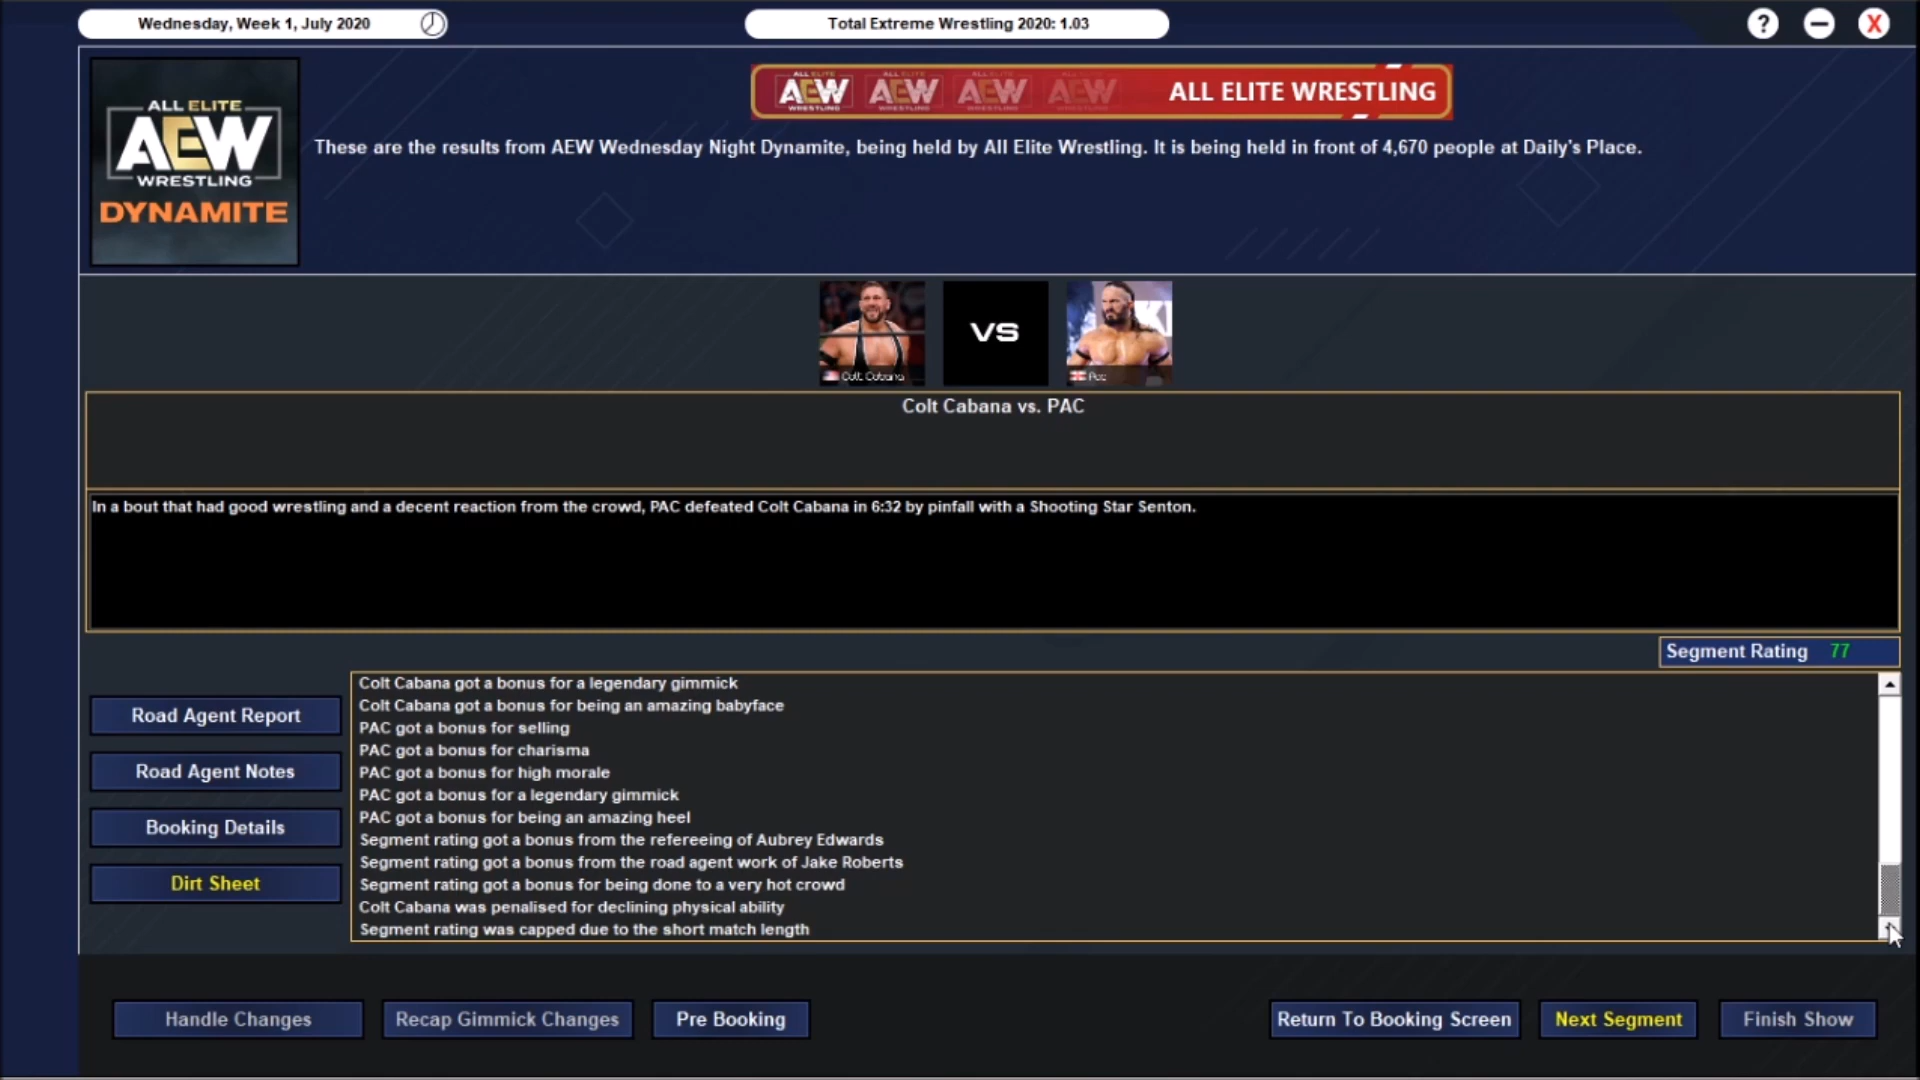 Wednesday, Week 1, July 2020
Total Extreme Wrestling 2020: 1.03
?
X
ALL ELITE
AEW
WRESTLING
DYNAMITE
ALL ELITE
AEW
WRESTLING
AEW
AEW
AEW
ALL ELITE WRESTLING
These are the results from AEW Wednesday Night Dynamite, being held by All Elite Wrestling. It is being held in front of 4,670 people at Daily's Place.
Colt Cabana
VS
Pac
Colt Cabana vs. PAC
In a bout that had good wrestling and a decent reaction from the crowd, PAC defeated Colt Cabana in 6:32 by pinfall with a Shooting Star Senton.
Segment Rating 77
Road Agent Report
Road Agent Notes
Booking Details
Dirt Sheet
Colt Cabana got a bonus for a legendary gimmick
Colt Cabana got a bonus for being an amazing babyface
PAC got a bonus for selling
PAC got a bonus for charisma
PAC got a bonus for high morale
PAC got a bonus for a legendary gimmick
PAC got a bonus for being an amazing heel
Segment rating got a bonus from the refereeing of Aubrey Edwards
Segment rating got a bonus from the road agent work of Jake Roberts
Segment rating got a bonus for being done to a very hot crowd
Colt Cabana was penalised for declining physical ability
Segment rating was capped due to the short match length
Handle Changes
Recap Gimmick Changes
Pre Booking
Return To Booking Screen
Next Segment
Finish Show